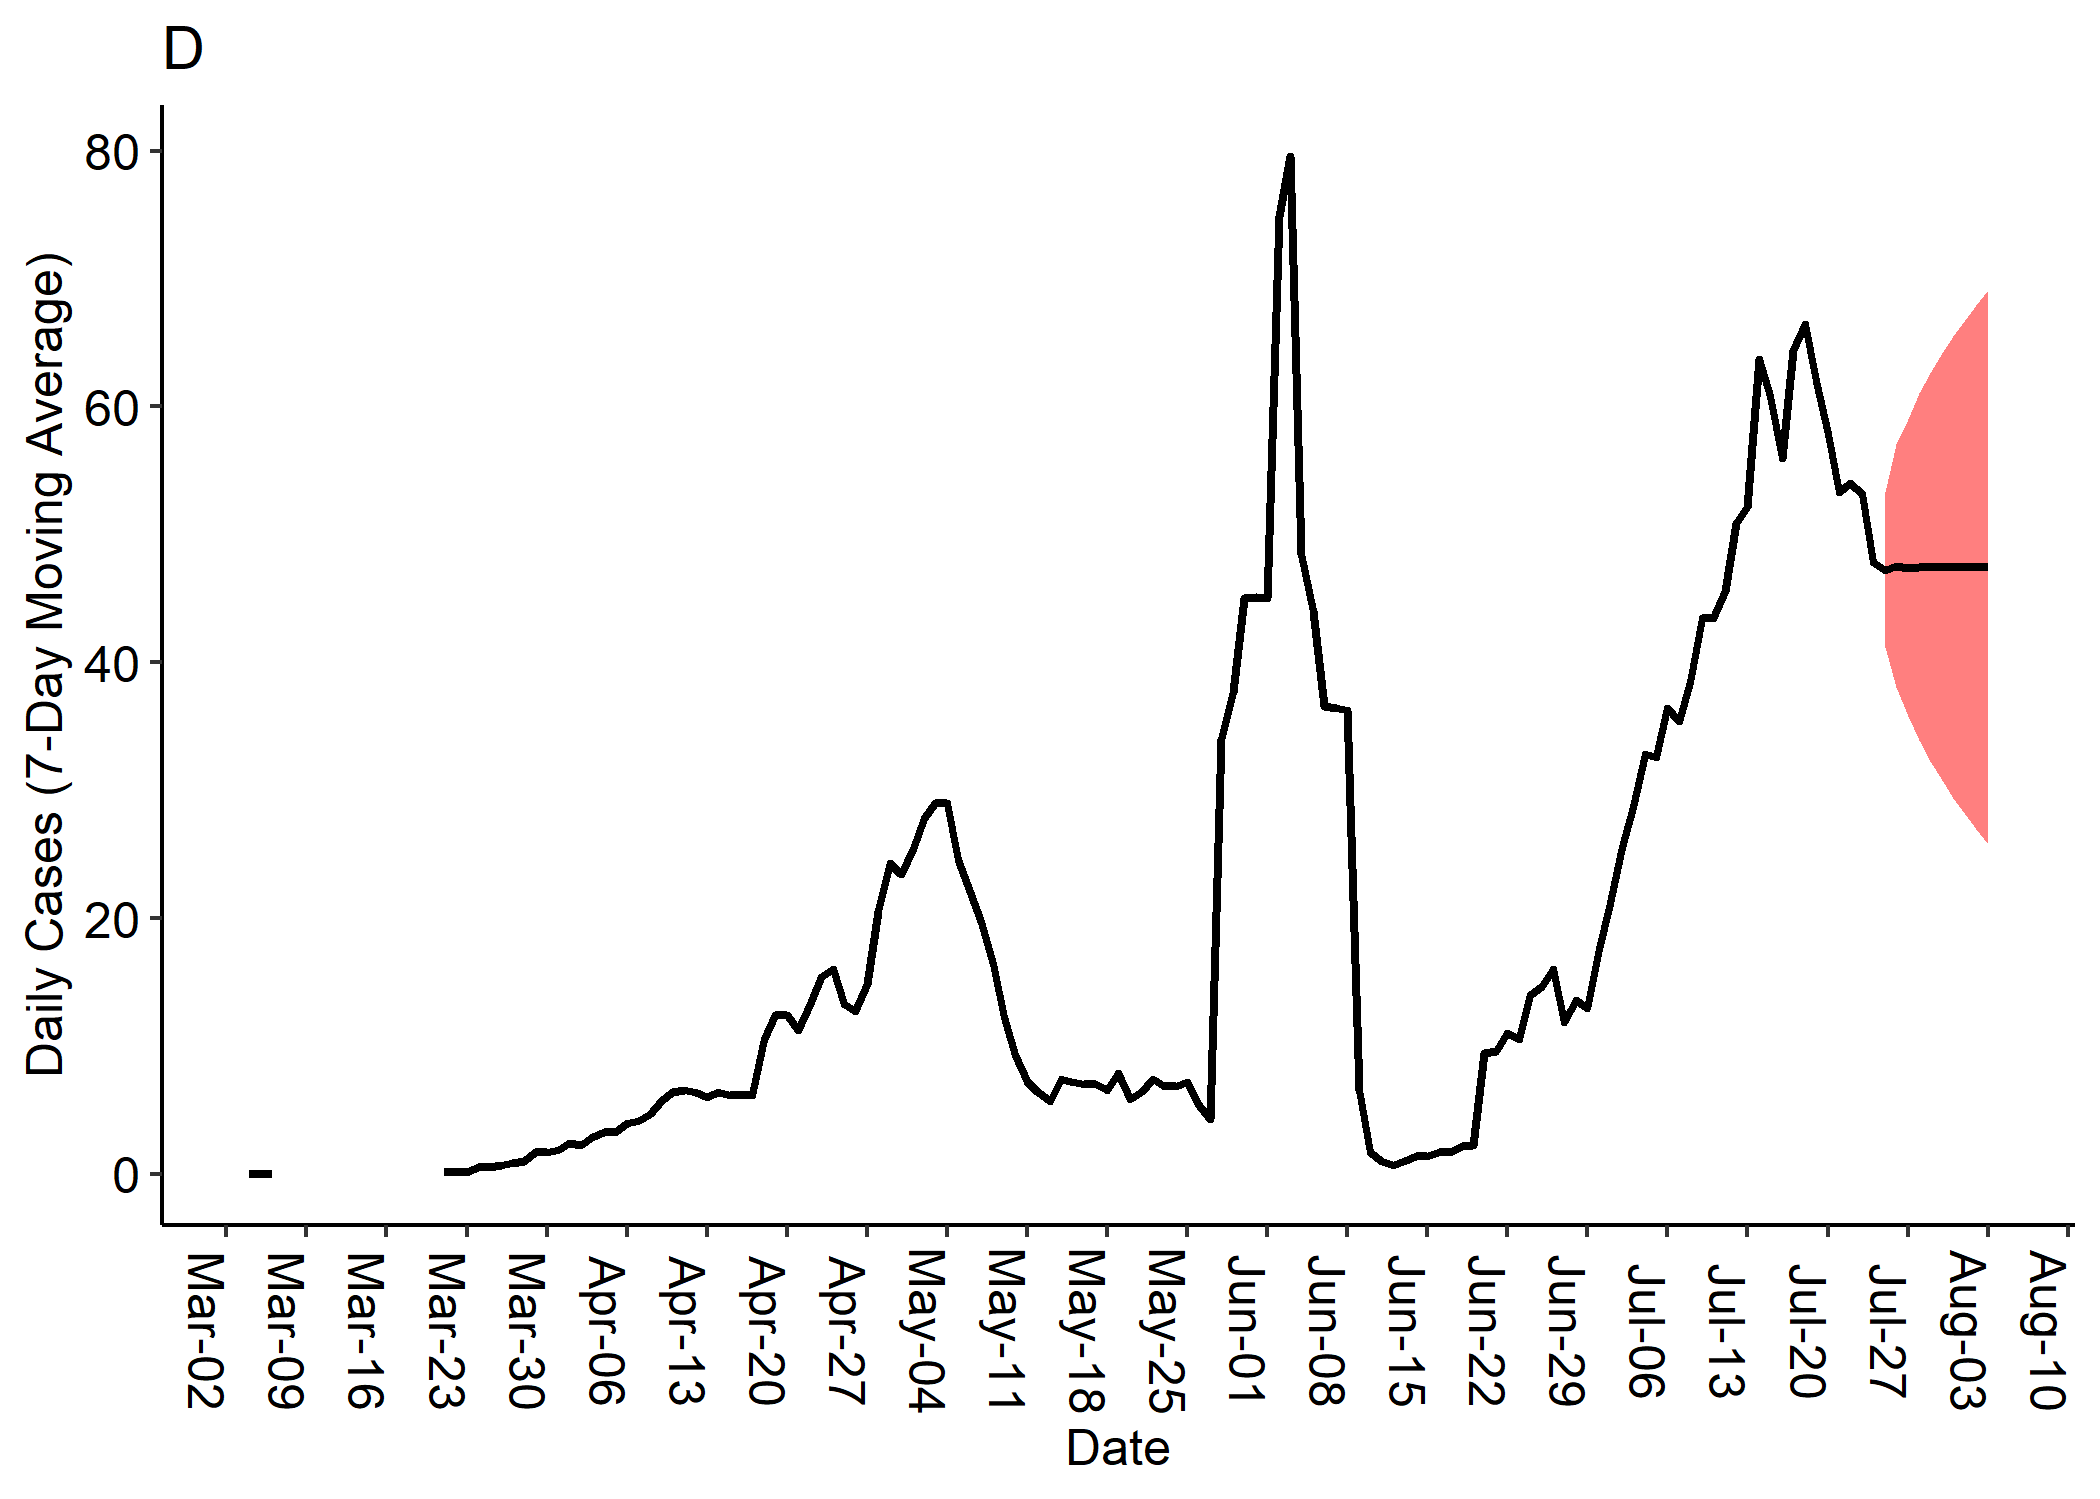 D
Daily Cases (7-Day Moving Average)
80
60
40
20
0
Mar-02
Mar-09
Mar-16
Mar-23
Mar-30
Apr-06
Apr-13
Apr-20
Apr-27
May-04
May-11
May-18
May-25
Jun-01
Jun-08
Jun-15
Jun-22
Jun-29
Jul-06
Jul-13
Jul-20
Jul-27
Aug-03
Aug-10
Date